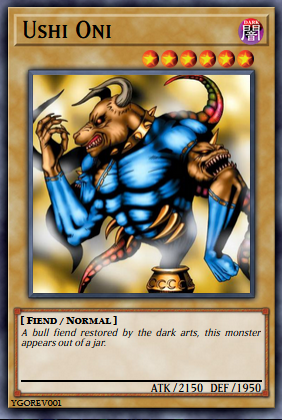 Ushi Oni
DARK
闇
[ Fiend / Normal ]
A bull fiend restored by the dark arts, this monster
appears out of a jar.
ATK / 2150 DEF / 1950
YGOREV001